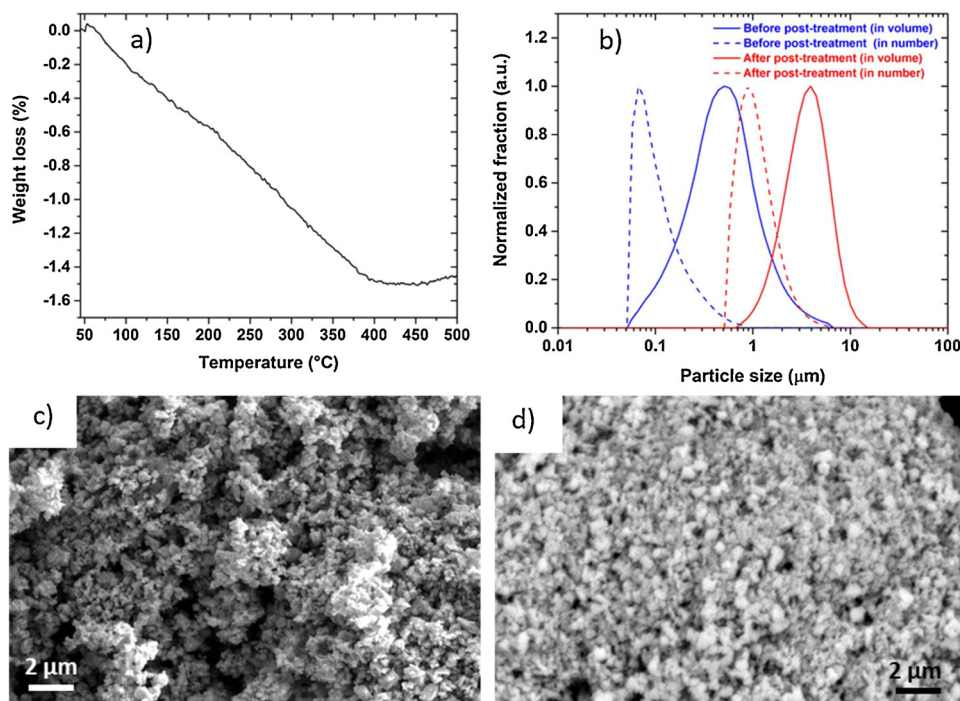 a)
0.0
-0.2
-0.4
-0.6
-0.8
-1.0
-1.2
-1.4
-1.6
Weight loss (%)
50 100 150 200 250 300 350 400 450 500
Temperature (°C)
b)
Before post-treatment (in volume)
Before post-treatment (in number)
After post-treatment (in volume)
After post-treatment (in number)
1.4
1.2
1.0
0.8
0.6
0.4
0.2
0.0
Normalized fraction (a.u.)
0.01 0.1 1 10 100
Particle size (μm)
c)
2 μm
d)
2 μm